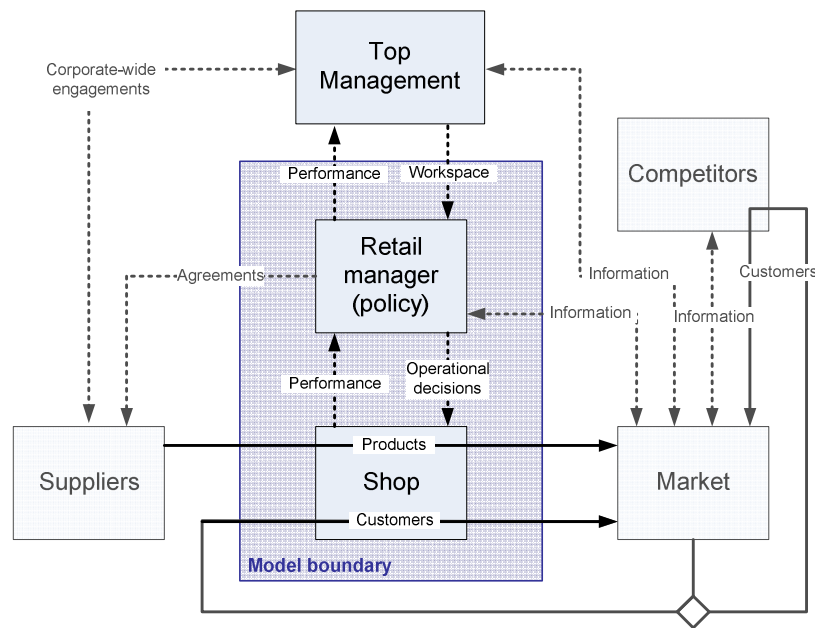 Top
Management
Corporate-wide
engagements
Competitors
Performance
Workspace
Retail
manager
(policy)
Agreements
Information
Customers
Information
Information
Performance
Operational
decisions
Products
Suppliers
Shop
Market
Customers
Model boundary